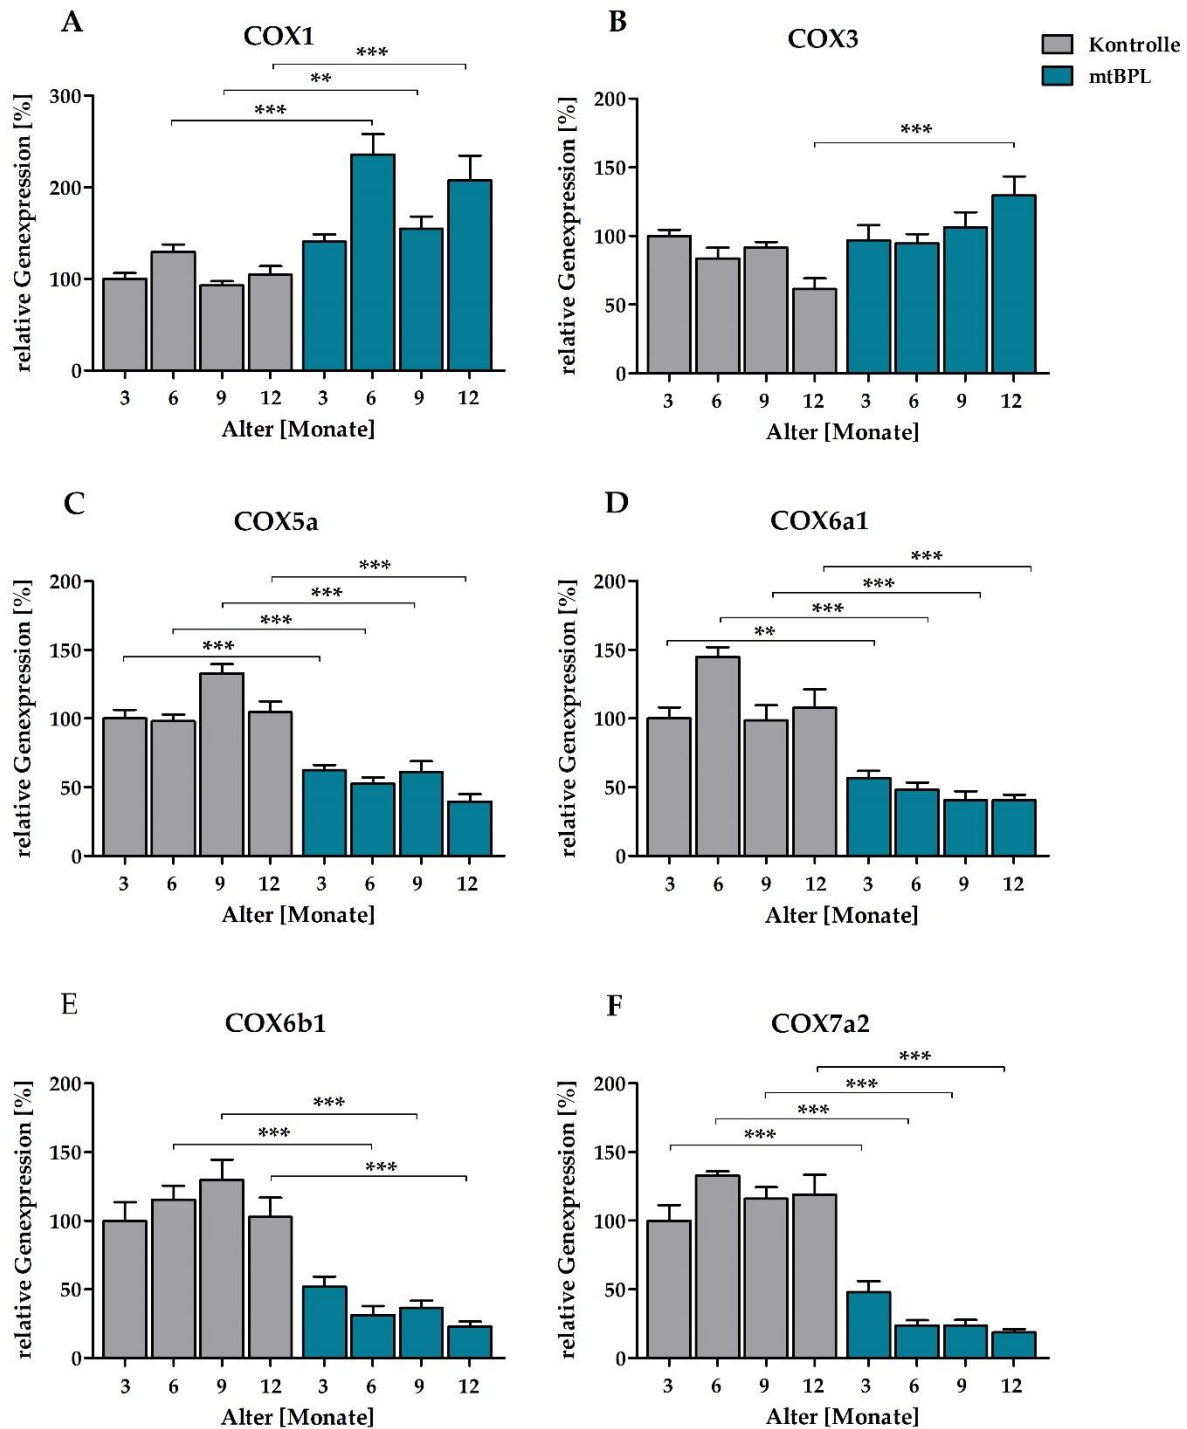 A
COX1
***
**
***
relative Genexpression [%]
300
200
100
0
3 6 9 12 3 6 9 12
Alter [Monate]
B
COX3
***
relative Genexpression [%]
200
150
100
50
0
3 6 9 12 3 6 9 12
Alter [Monate]
Kontrolle
mtBPL
C
COX5a
***
***
***
***
relative Genexpression [%]
200
150
100
50
0
3 6 9 12 3 6 9 12
Alter [Monate]
D
COX6a1
***
***
***
**
relative Genexpression [%]
200
150
100
50
0
3 6 9 12 3 6 9 12
Alter [Monate]
E
COX6b1
***
***
***
relative Genexpression [%]
200
150
100
50
0
3 6 9 12 3 6 9 12
Alter [Monate]
F
COX7a2
***
***
***
***
relative Genexpression [%]
200
150
100
50
0
3 6 9 12 3 6 9 12
Alter [Monate]